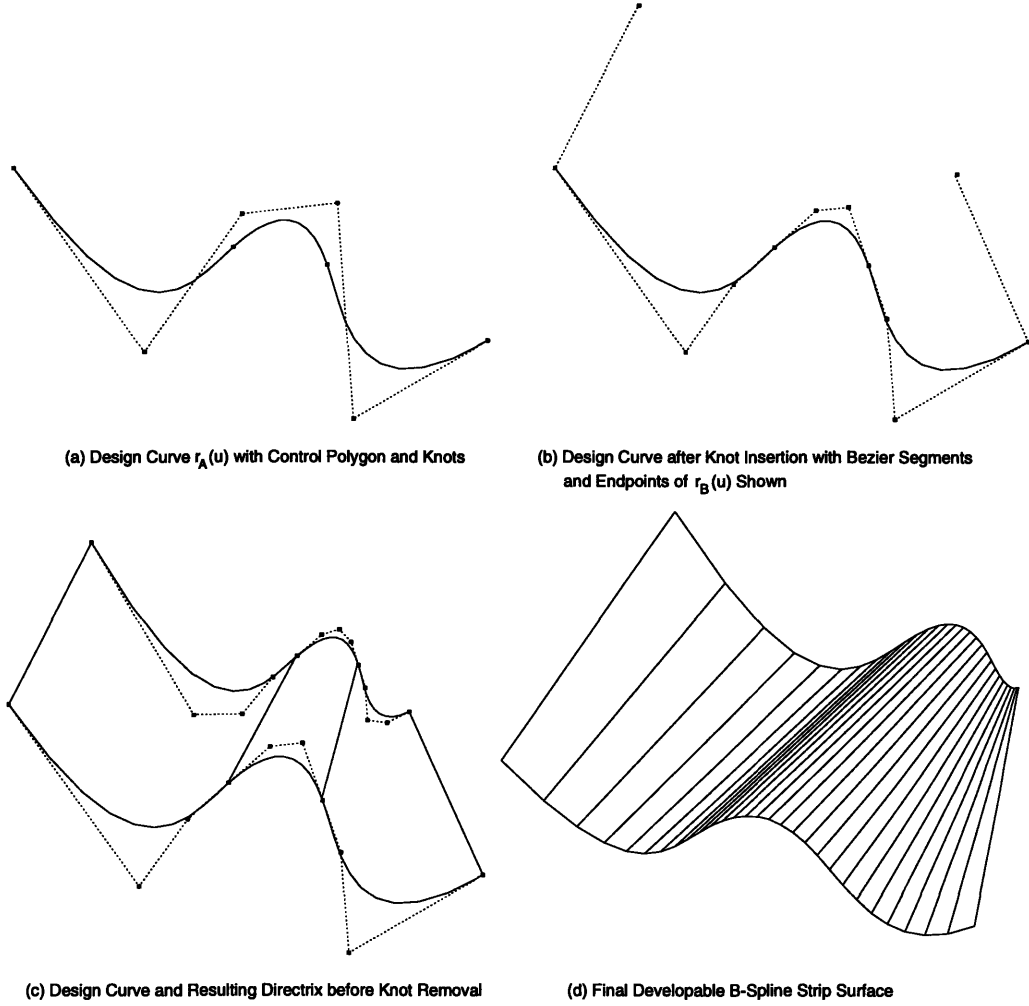 (a) Design Curve r_A(u) with Control Polygon and Knots
(b) Design Curve after Knot Insertion with Bezier Segments
and Endpoints of r_B(u) Shown
(c) Design Curve and Resulting Directrix before Knot Removal
(d) Final Developable B-Spline Strip Surface